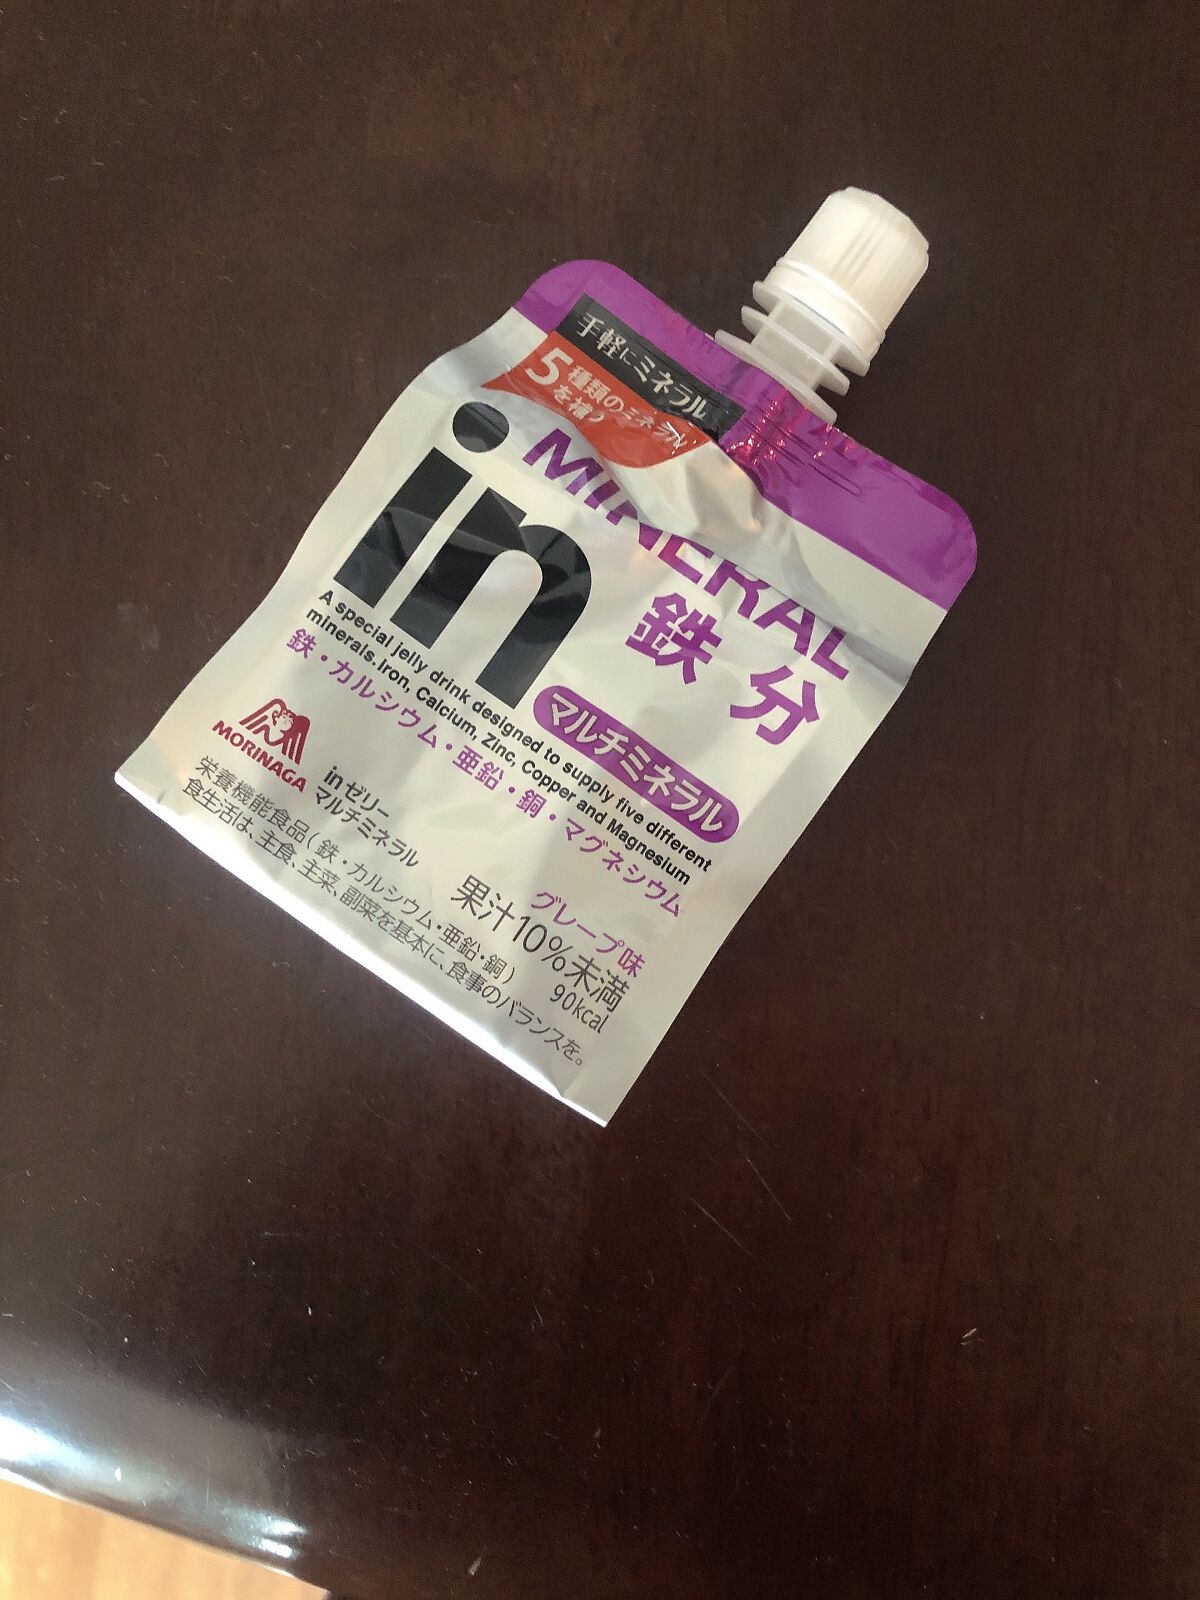 手軽にミネラル
5種類のミネラル
を補う
in
MINERAL
鉄分
マルチミネラル
A special jelly drink designed to supply five different
minerals.Iron, Calcium, Zinc, Copper and Magnesium
鉄・カルシウム・亜鉛・銅・マグネシウム
MORINAGA
inゼリー
マルチミネラル
グレープ味
果汁10%未満
90kcal
栄養機能食品(鉄・カルシウム・亜鉛・銅)
食生活は、主食、主菜、副菜を基本に、食事のバランスを。